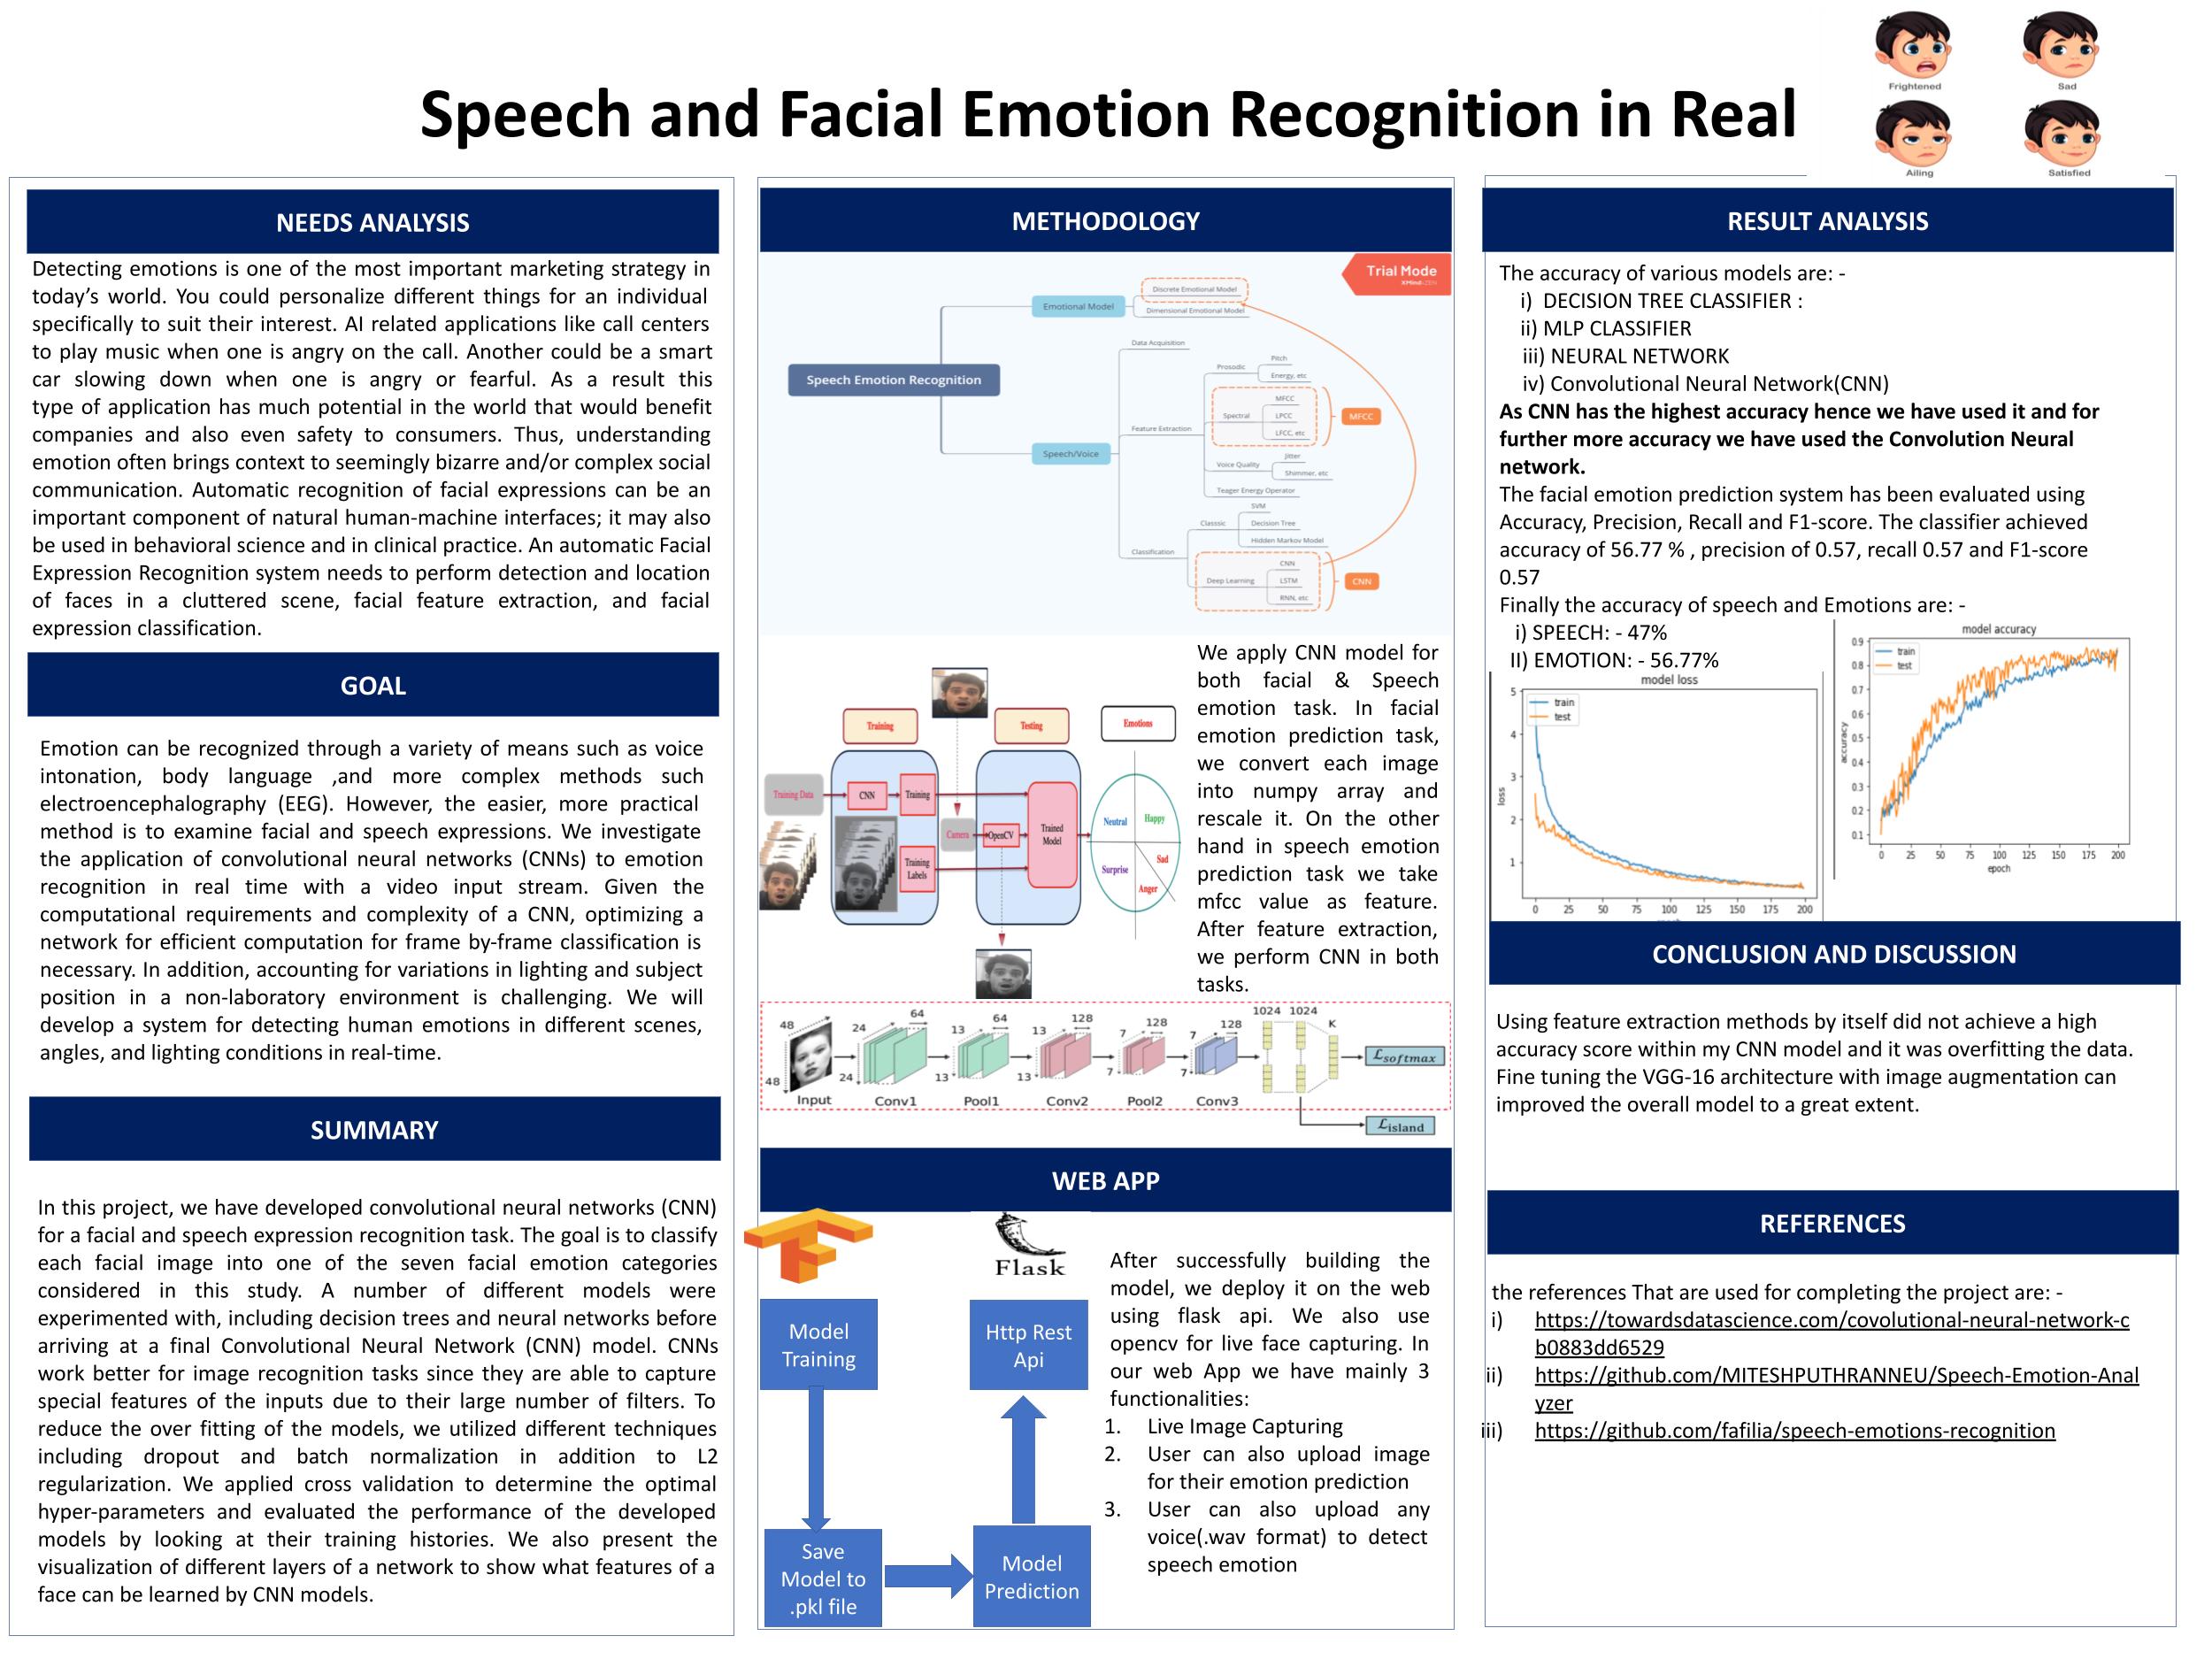 Speech and Facial Emotion Recognition in Real
Frightened
Sad
Ailing
Satisfied
NEEDS ANALYSIS
Detecting emotions is one of the most important marketing strategy in
today’s world. You could personalize different things for an individual
specifically to suit their interest. AI related applications like call centers
to play music when one is angry on the call. Another could be a smart
car slowing down when one is angry or fearful. As a result this
type of application has much potential in the world that would benefit
companies and also even safety to consumers. Thus, understanding
emotion often brings context to seemingly bizarre and/or complex social
communication. Automatic recognition of facial expressions can be an
important component of natural human-machine interfaces; it may also
be used in behavioral science and in clinical practice. An automatic Facial
Expression Recognition system needs to perform detection and location
of faces in a cluttered scene, facial feature extraction, and facial
expression classification.
GOAL
Emotion can be recognized through a variety of means such as voice
intonation, body language ,and more complex methods such
electroencephalography (EEG). However, the easier, more practical
method is to examine facial and speech expressions. We investigate
the application of convolutional neural networks (CNNs) to emotion
recognition in real time with a video input stream. Given the
computational requirements and complexity of a CNN, optimizing a
network for efficient computation for frame by-frame classification is
necessary. In addition, accounting for variations in lighting and subject
position in a non-laboratory environment is challenging. We will
develop a system for detecting human emotions in different scenes,
angles, and lighting conditions in real-time.
SUMMARY
In this project, we have developed convolutional neural networks (CNN)
for a facial and speech expression recognition task. The goal is to classify
each facial image into one of the seven facial emotion categories
considered in this study. A number of different models were
experimented with, including decision trees and neural networks before
arriving at a final Convolutional Neural Network (CNN) model. CNNs
work better for image recognition tasks since they are able to capture
special features of the inputs due to their large number of filters. To
reduce the over fitting of the models, we utilized different techniques
including dropout and batch normalization in addition to L2
regularization. We applied cross validation to determine the optimal
hyper-parameters and evaluated the performance of the developed
models by looking at their training histories. We also present the
visualization of different layers of a network to show what features of a
face can be learned by CNN models.
METHODOLOGY
Trial Mode
XMind:ZEN
Speech Emotion Recognition
Emotional Model
Discrete Emotional Model
Dimensional Emotional Model
Speech/Voice
Data Acquisition
Feature Extraction
Prosodic
Pitch
Energy, etc
Spectral
MFCC
LPCC
LFCC, etc
MFCC
Voice Quality
Jitter
Shimmer, etc
Teager Energy Operator
Classification
Classsic
SVM
Decision Tree
Hidden Markov Model
Deep Learning
CNN
LSTM
RNN, etc
CNN
Training
Testing
Emotions
Training Data
CNN
Training
Training
Labels
Camera
OpenCV
Trained
Model
Neutral
Happy
Sad
Surprise
Anger
We apply CNN model for
both facial & Speech
emotion task. In facial
emotion prediction task,
we convert each image
into numpy array and
rescale it. On the other
hand in speech emotion
prediction task we take
mfcc value as feature.
After feature extraction,
we perform CNN in both
tasks.
48 24 64 13 64 13 128 7 128 7 128 1024 1024 K
48 24 13 13 7 7
Input Conv1 Pool1 Conv2 Pool2 Conv3
ℒsoftmax
ℒisland
WEB APP
Flask
Model
Training
Http Rest
Api
Save
Model to
.pkl file
Model
Prediction
After successfully building the
model, we deploy it on the web
using flask api. We also use
opencv for live face capturing. In
our web App we have mainly 3
functionalities:
1. Live Image Capturing
2. User can also upload image
for their emotion prediction
3. User can also upload any
voice(.wav format) to detect
speech emotion
RESULT ANALYSIS
The accuracy of various models are: -
i) DECISION TREE CLASSIFIER :
ii) MLP CLASSIFIER
iii) NEURAL NETWORK
iv) Convolutional Neural Network(CNN)
As CNN has the highest accuracy hence we have used it and for
further more accuracy we have used the Convolution Neural
network.
The facial emotion prediction system has been evaluated using
Accuracy, Precision, Recall and F1-score. The classifier achieved
accuracy of 56.77 % , precision of 0.57, recall 0.57 and F1-score
0.57
Finally the accuracy of speech and Emotions are: -
i) SPEECH: - 47%
II) EMOTION: - 56.77%
model loss
train
test
loss
5
4
3
2
1
0 25 50 75 100 125 150 175 200
model accuracy
train
test
accuracy
0.9
0.8
0.7
0.6
0.5
0.4
0.3
0.2
0.1
0 25 50 75 100 125 150 175 200
epoch
CONCLUSION AND DISCUSSION
Using feature extraction methods by itself did not achieve a high
accuracy score within my CNN model and it was overfitting the data.
Fine tuning the VGG-16 architecture with image augmentation can
improved the overall model to a great extent.
REFERENCES
the references That are used for completing the project are: -
i) https://towardsdatascience.com/covolutional-neural-network-c
b0883dd6529
ii) https://github.com/MITESHPUTHRANNEU/Speech-Emotion-Anal
yzer
iii) https://github.com/fafilia/speech-emotions-recognition